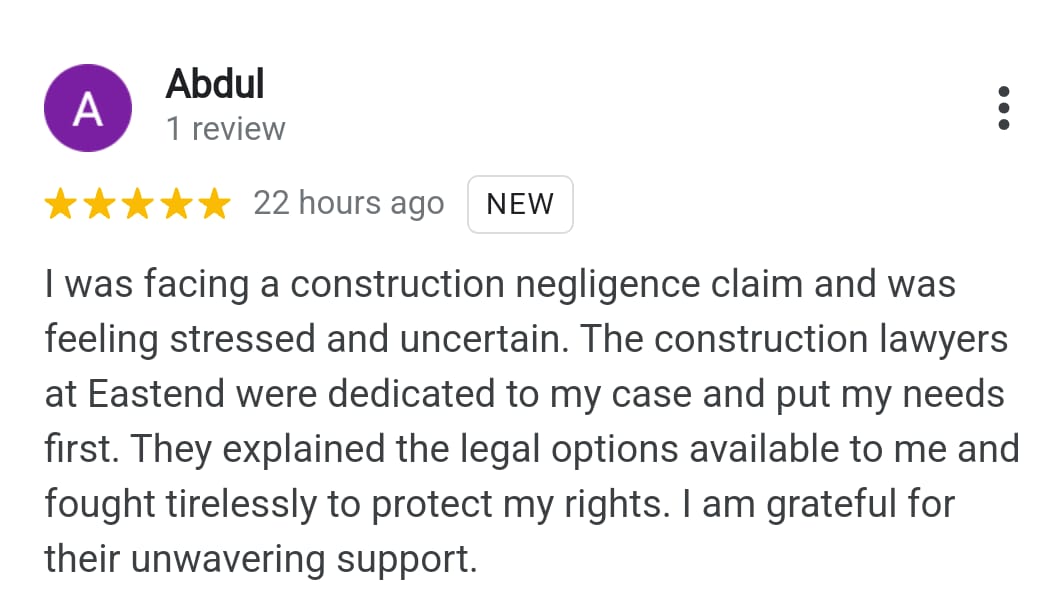 A
Abdul
1 review
22 hours ago
NEW
I was facing a construction negligence claim and was
feeling stressed and uncertain. The construction lawyers
at Eastend were dedicated to my case and put my needs
first. They explained the legal options available to me and
fought tirelessly to protect my rights. I am grateful for
their unwavering support.